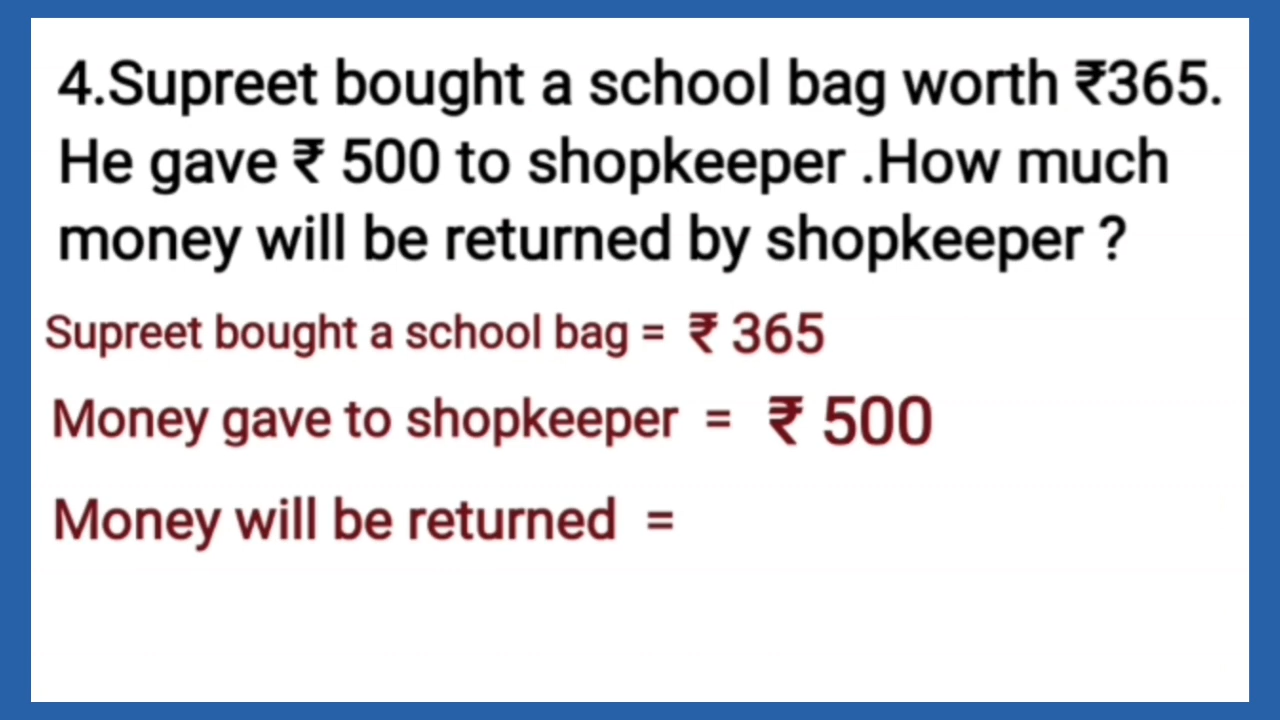 4.Supreet bought a school bag worth ₹365.
He gave ₹ 500 to shopkeeper .How much
money will be returned by shopkeeper ?
Supreet bought a school bag = ₹ 365
Money gave to shopkeeper = ₹ 500
Money will be returned =